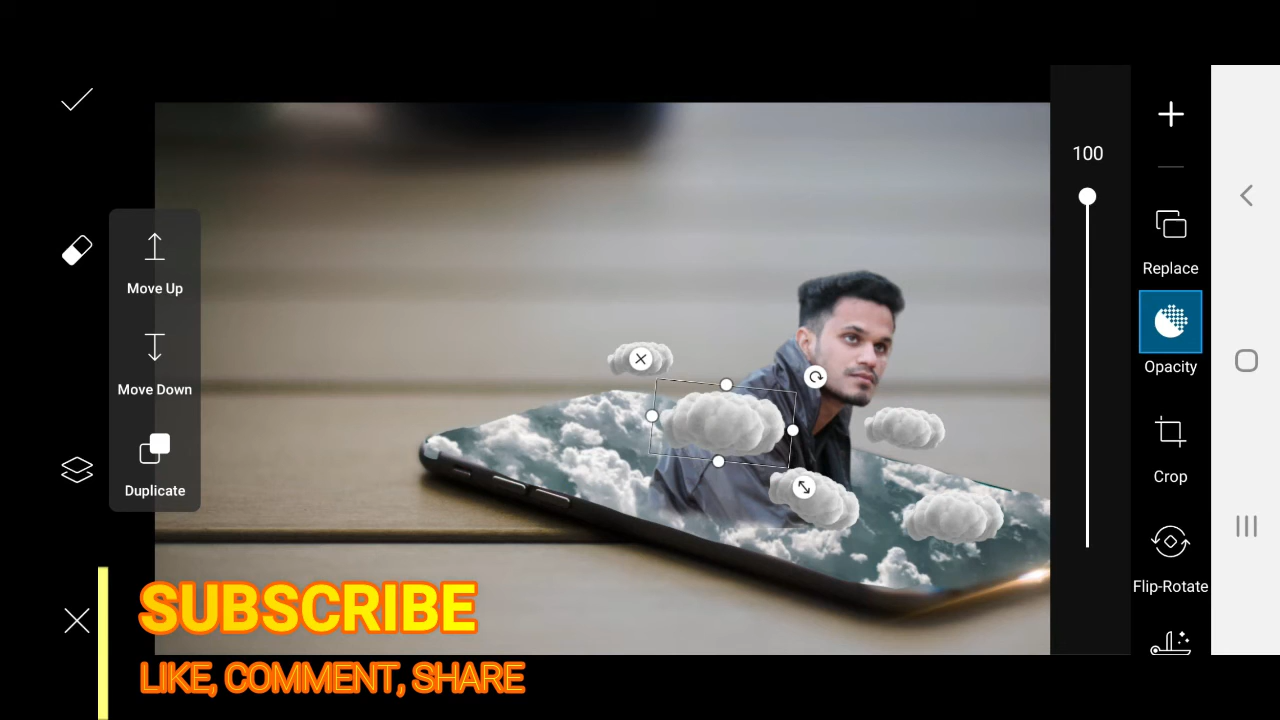 100
Move Up
Replace
Move Down
Opacity
Crop
Duplicate
Flip-Rotate
SUBSCRIBE
LIKE, COMMENT, SHARE